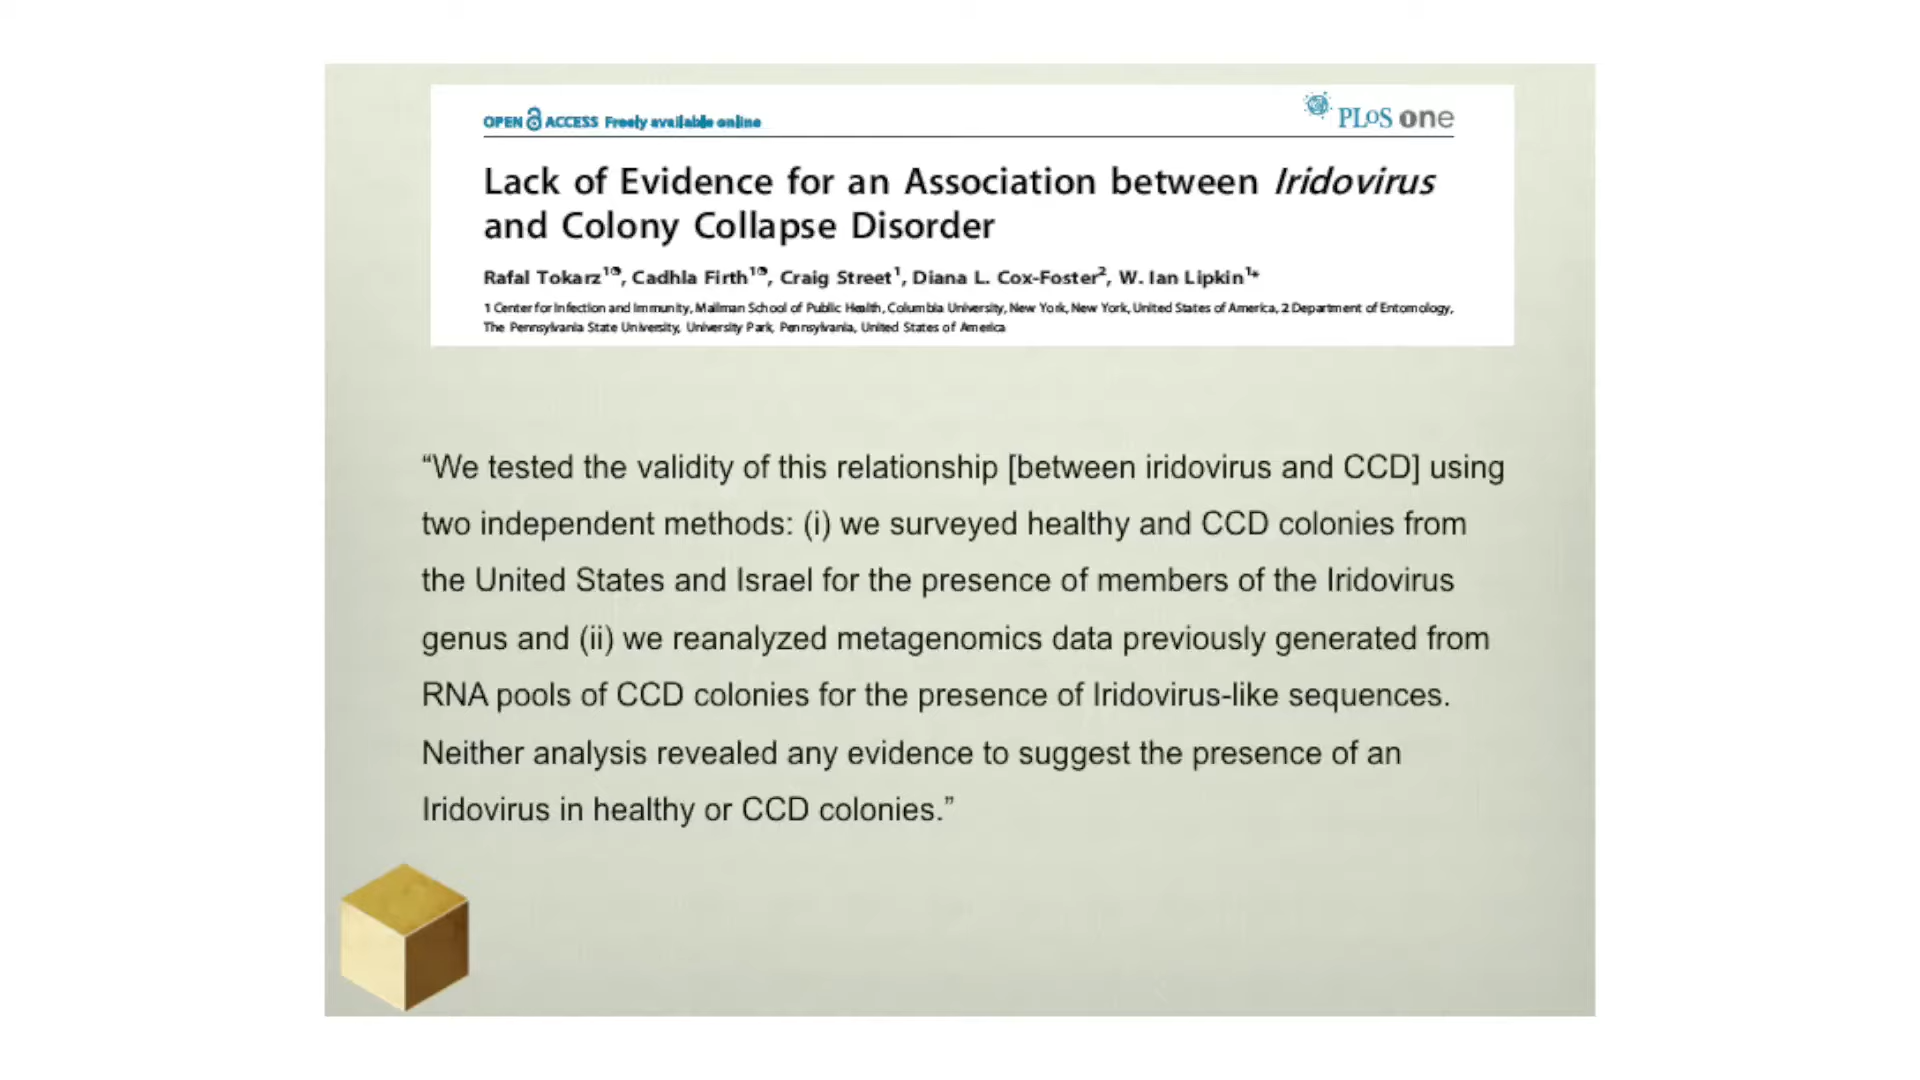 OPEN ACCESS Freely available online
PLoS one
Lack of Evidence for an Association between Iridovirus
and Colony Collapse Disorder
Rafal Tokarz1⊙, Cadhla Firth1⊙, Craig Street1, Diana L. Cox-Foster2, W. Ian Lipkin1*
1 Center for Infection and Immunity, Mailman School of Public Health, Columbia University, New York, New York, United States of America, 2 Department of Entomology,
The Pennsylvania State University, University Park, Pennsylvania, United States of America
“We tested the validity of this relationship [between iridovirus and CCD] using
two independent methods: (i) we surveyed healthy and CCD colonies from
the United States and Israel for the presence of members of the Iridovirus
genus and (ii) we reanalyzed metagenomics data previously generated from
RNA pools of CCD colonies for the presence of Iridovirus-like sequences.
Neither analysis revealed any evidence to suggest the presence of an
Iridovirus in healthy or CCD colonies.”